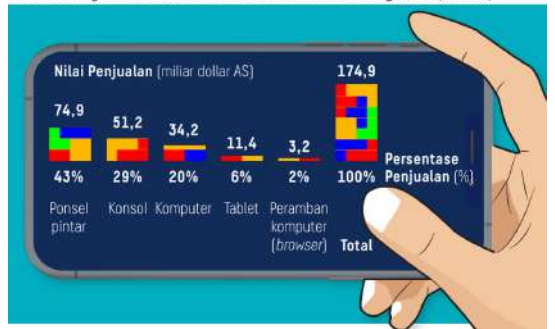 Nilai Penjualan (miliar dollar AS)
174,9
74,9
51,2
34,2
11,4
3,2
43%
29%
20%
6%
2%
100%
Persentase
Penjualan (%)
Ponsel
pintar
Konsol
Komputer
Tablet
Peramban
komputer
(browser)
Total